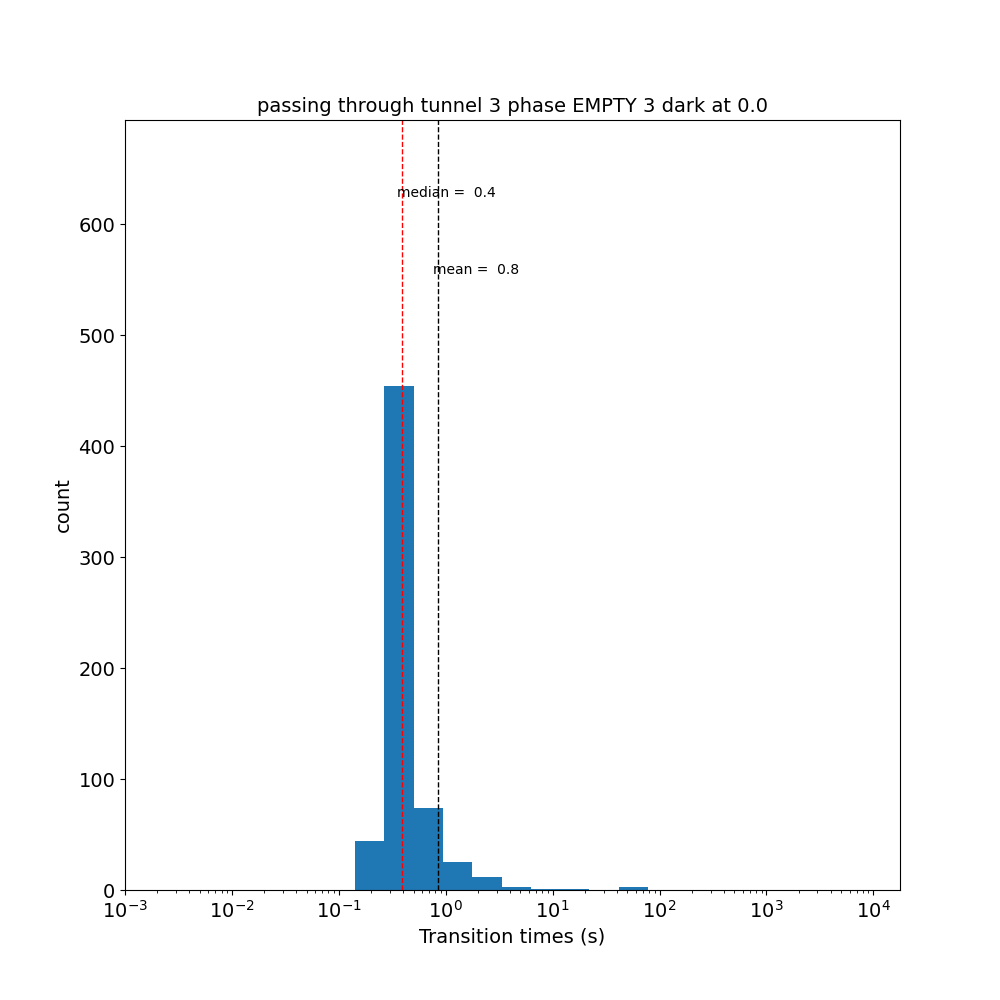 passing through tunnel 3 phase EMPTY 3 dark at 0.0
median =  0.4
mean =  0.8
600
500
400
300
200
100
0
count
10⁻³ 10⁻² 10⁻¹ 10⁰ 10¹ 10² 10³ 10⁴
Transition times (s)